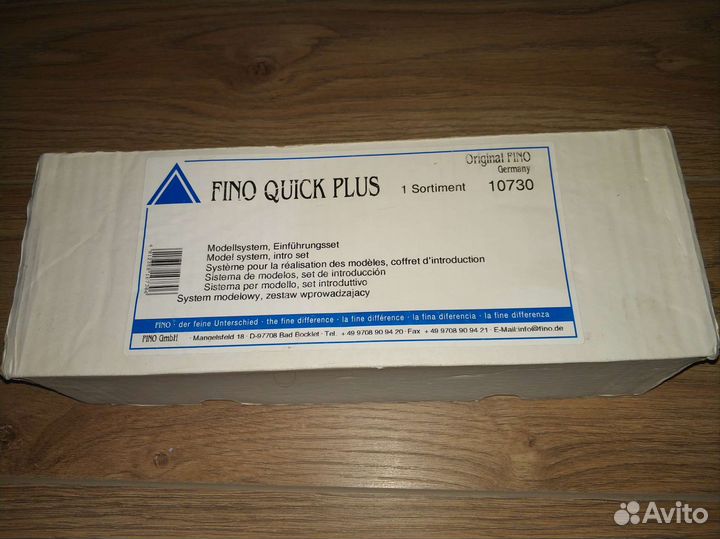 Original FINO
Germany
FINO QUICK PLUS 1 Sortiment 10730
Modellsystem, Einführungsset
Model system, intro set
Système pour la réalisation des modèles, coffret d'introduction
Sistema de modelos, set de introducción
Sistema per modello, set introduttivo
System modelowy, zestaw wprowadzajacy
FINO · der feine Unterschied · the fine difference · la fine différence · la fina diferencia · la fine differenza
FINO GmbH · Mangelsfeld 18 · D-97708 Bad Bocklet · Tel. + 49 9708 90 94 20 · Fax + 49 9708 90 94 21 · E-Mail:info@fino.de
Avito